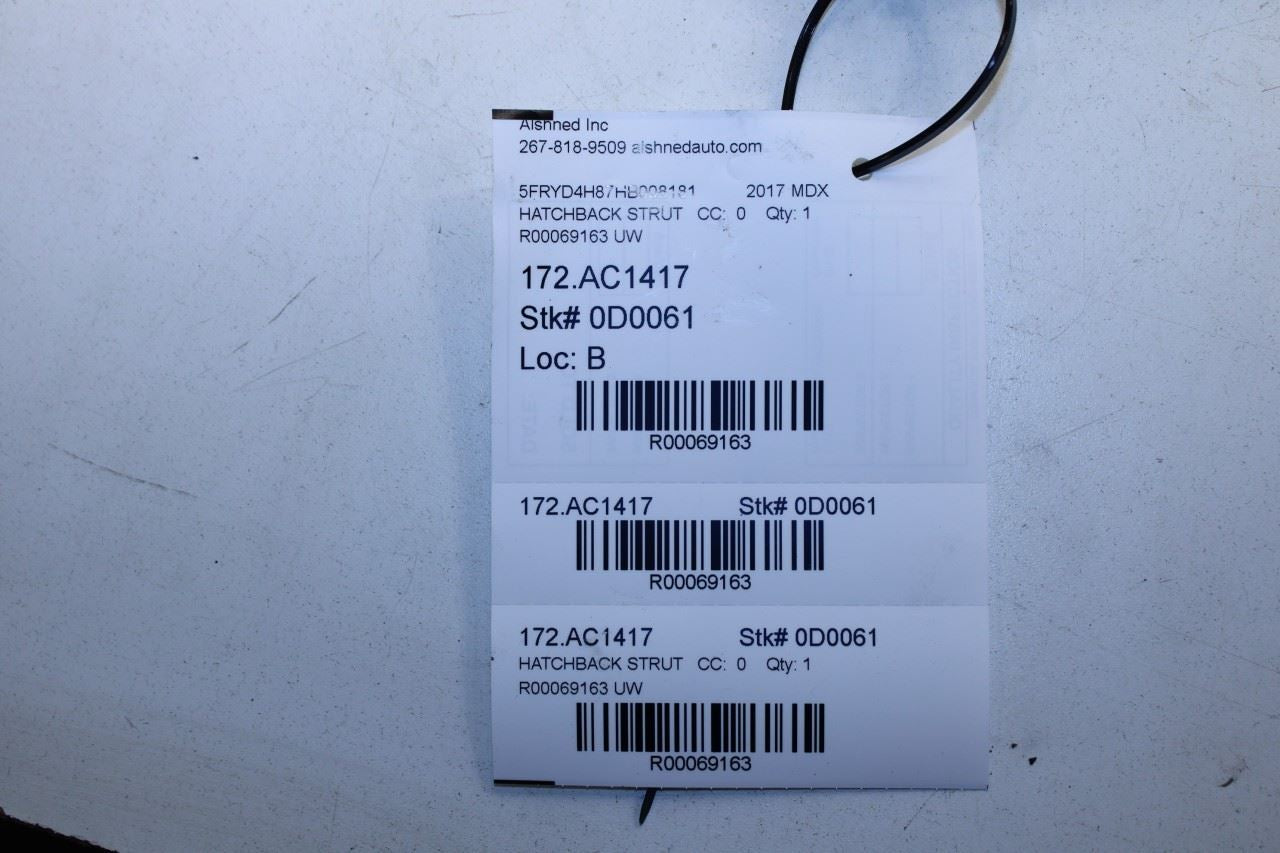 Alshned Inc
267-818-9509 alshnedauto.com
5FRYD4H87HB008181 2017 MDX
HATCHBACK STRUT CC: 0 Qty: 1
R00069163 UW
172.AC1417
Stk# 0D0061
Loc: B
R00069163
172.AC1417 Stk# 0D0061
R00069163
172.AC1417 Stk# 0D0061
HATCHBACK STRUT CC: 0 Qty: 1
R00069163 UW
R00069163